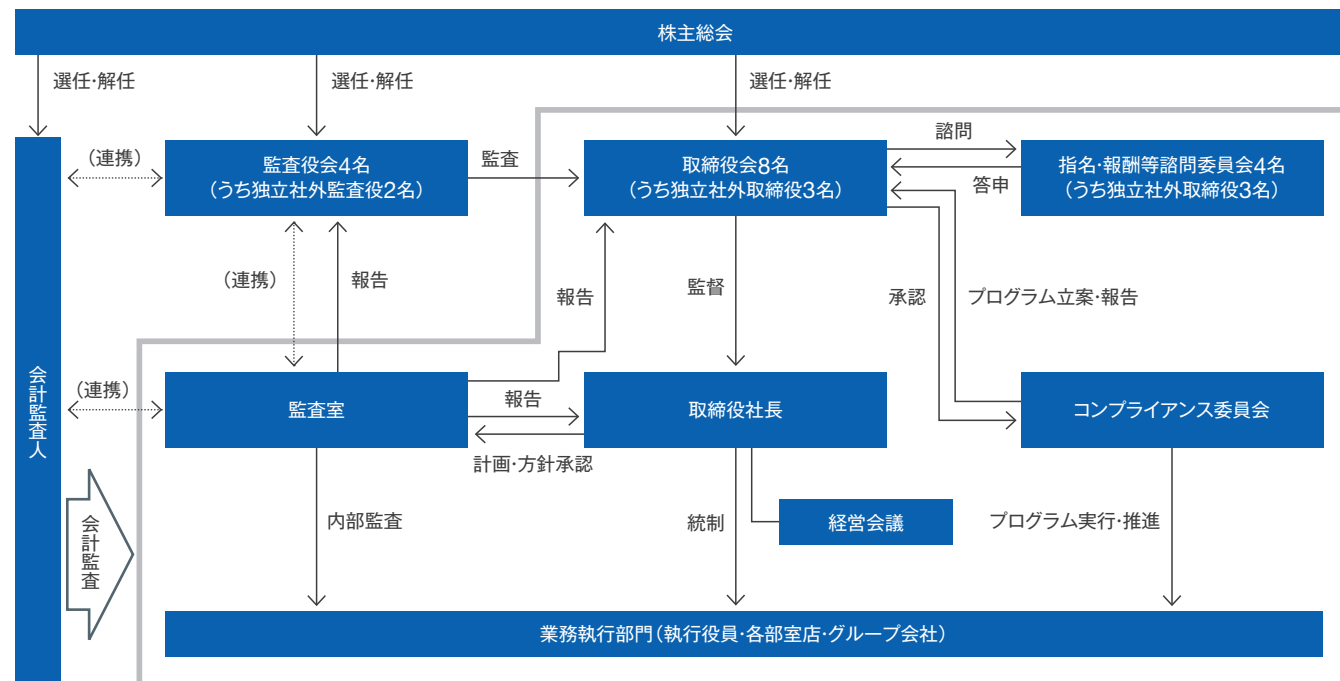 株主総会
選任・解任
選任・解任
選任・解任
(連携)
監査役会4名
(うち独立社外監査役2名)
監査
取締役会8名
(うち独立社外取締役3名)
諮問
答申
指名・報酬等諮問委員会4名
(うち独立社外取締役3名)
(連携)
報告
報告
監督
承認
プログラム立案・報告
会計監査人
(連携)
監査室
報告
計画・方針承認
取締役社長
コンプライアンス委員会
会計監査
内部監査
統制
経営会議
プログラム実行・推進
業務執行部門(執行役員・各部室店・グループ会社)